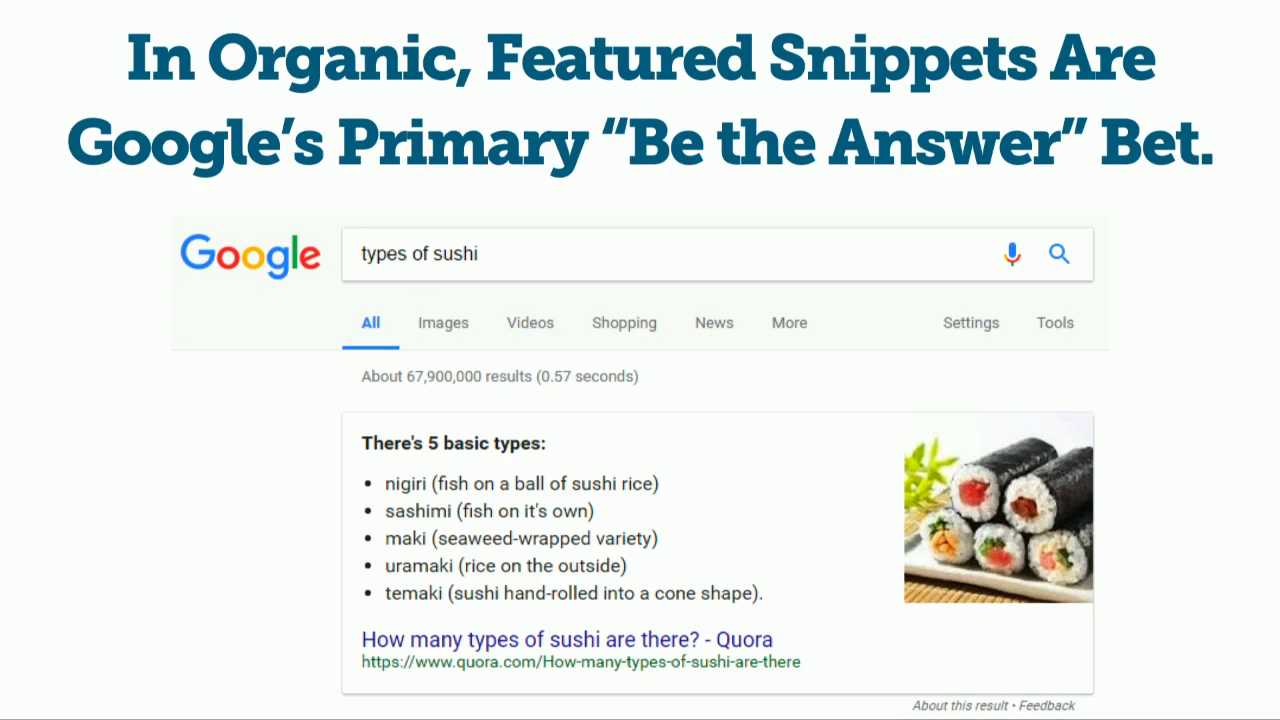 In Organic, Featured Snippets Are
Google’s Primary “Be the Answer” Bet.
Google
types of sushi
All Images Videos Shopping News More Settings Tools
About 67,900,000 results (0.57 seconds)
There's 5 basic types:
• nigiri (fish on a ball of sushi rice)
• sashimi (fish on it's own)
• maki (seaweed-wrapped variety)
• uramaki (rice on the outside)
• temaki (sushi hand-rolled into a cone shape).
How many types of sushi are there? - Quora
https://www.quora.com/How-many-types-of-sushi-are-there
About this result • Feedback